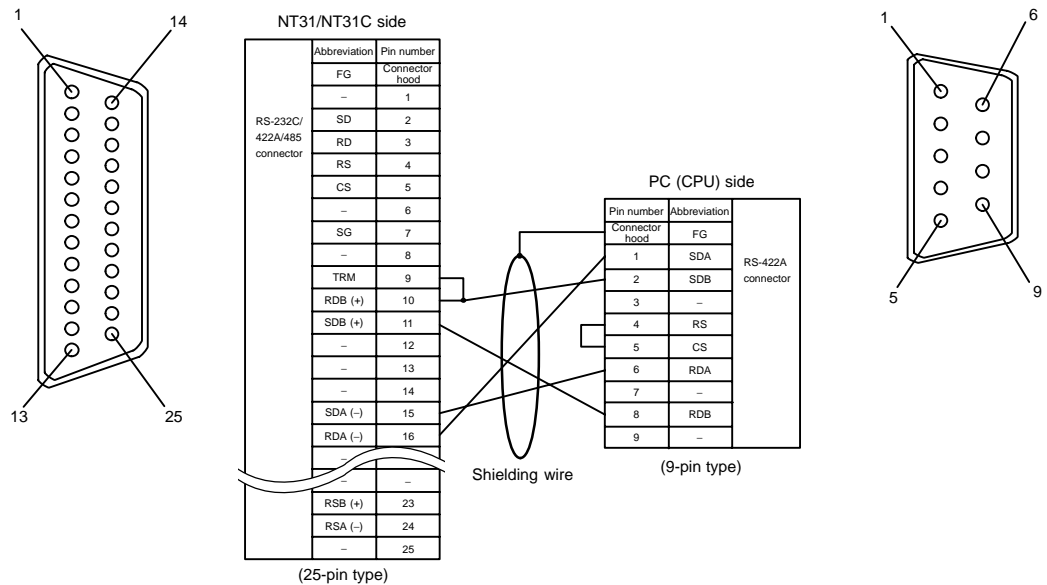 1
14
13
25
NT31/NT31C side
Abbreviation Pin number
FG Connector hood
– 1
RS-232C/
422A/485
connector
SD 2
RD 3
RS 4
CS 5
– 6
SG 7
– 8
TRM 9
RDB (+) 10
SDB (+) 11
– 12
– 13
– 14
SDA (–) 15
RDA (–) 16
–
– –
RSB (+) 23
RSA (–) 24
– 25
(25-pin type)
Shielding wire
PC (CPU) side
Pin number Abbreviation
Connector hood FG
1 SDA
2 SDB
3 –
4 RS
5 CS
6 RDA
7 –
8 RDB
9 –
RS-422A
connector
(9-pin type)
1
6
5
9